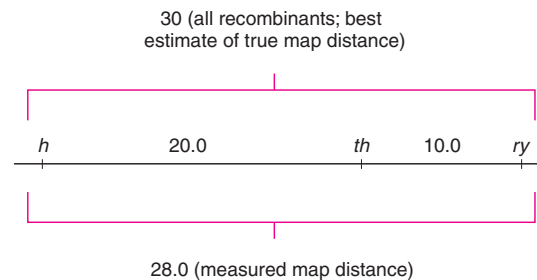 30 (all recombinants; best
estimate of true map distance)
h 20.0 th 10.0 ry
28.0 (measured map distance)